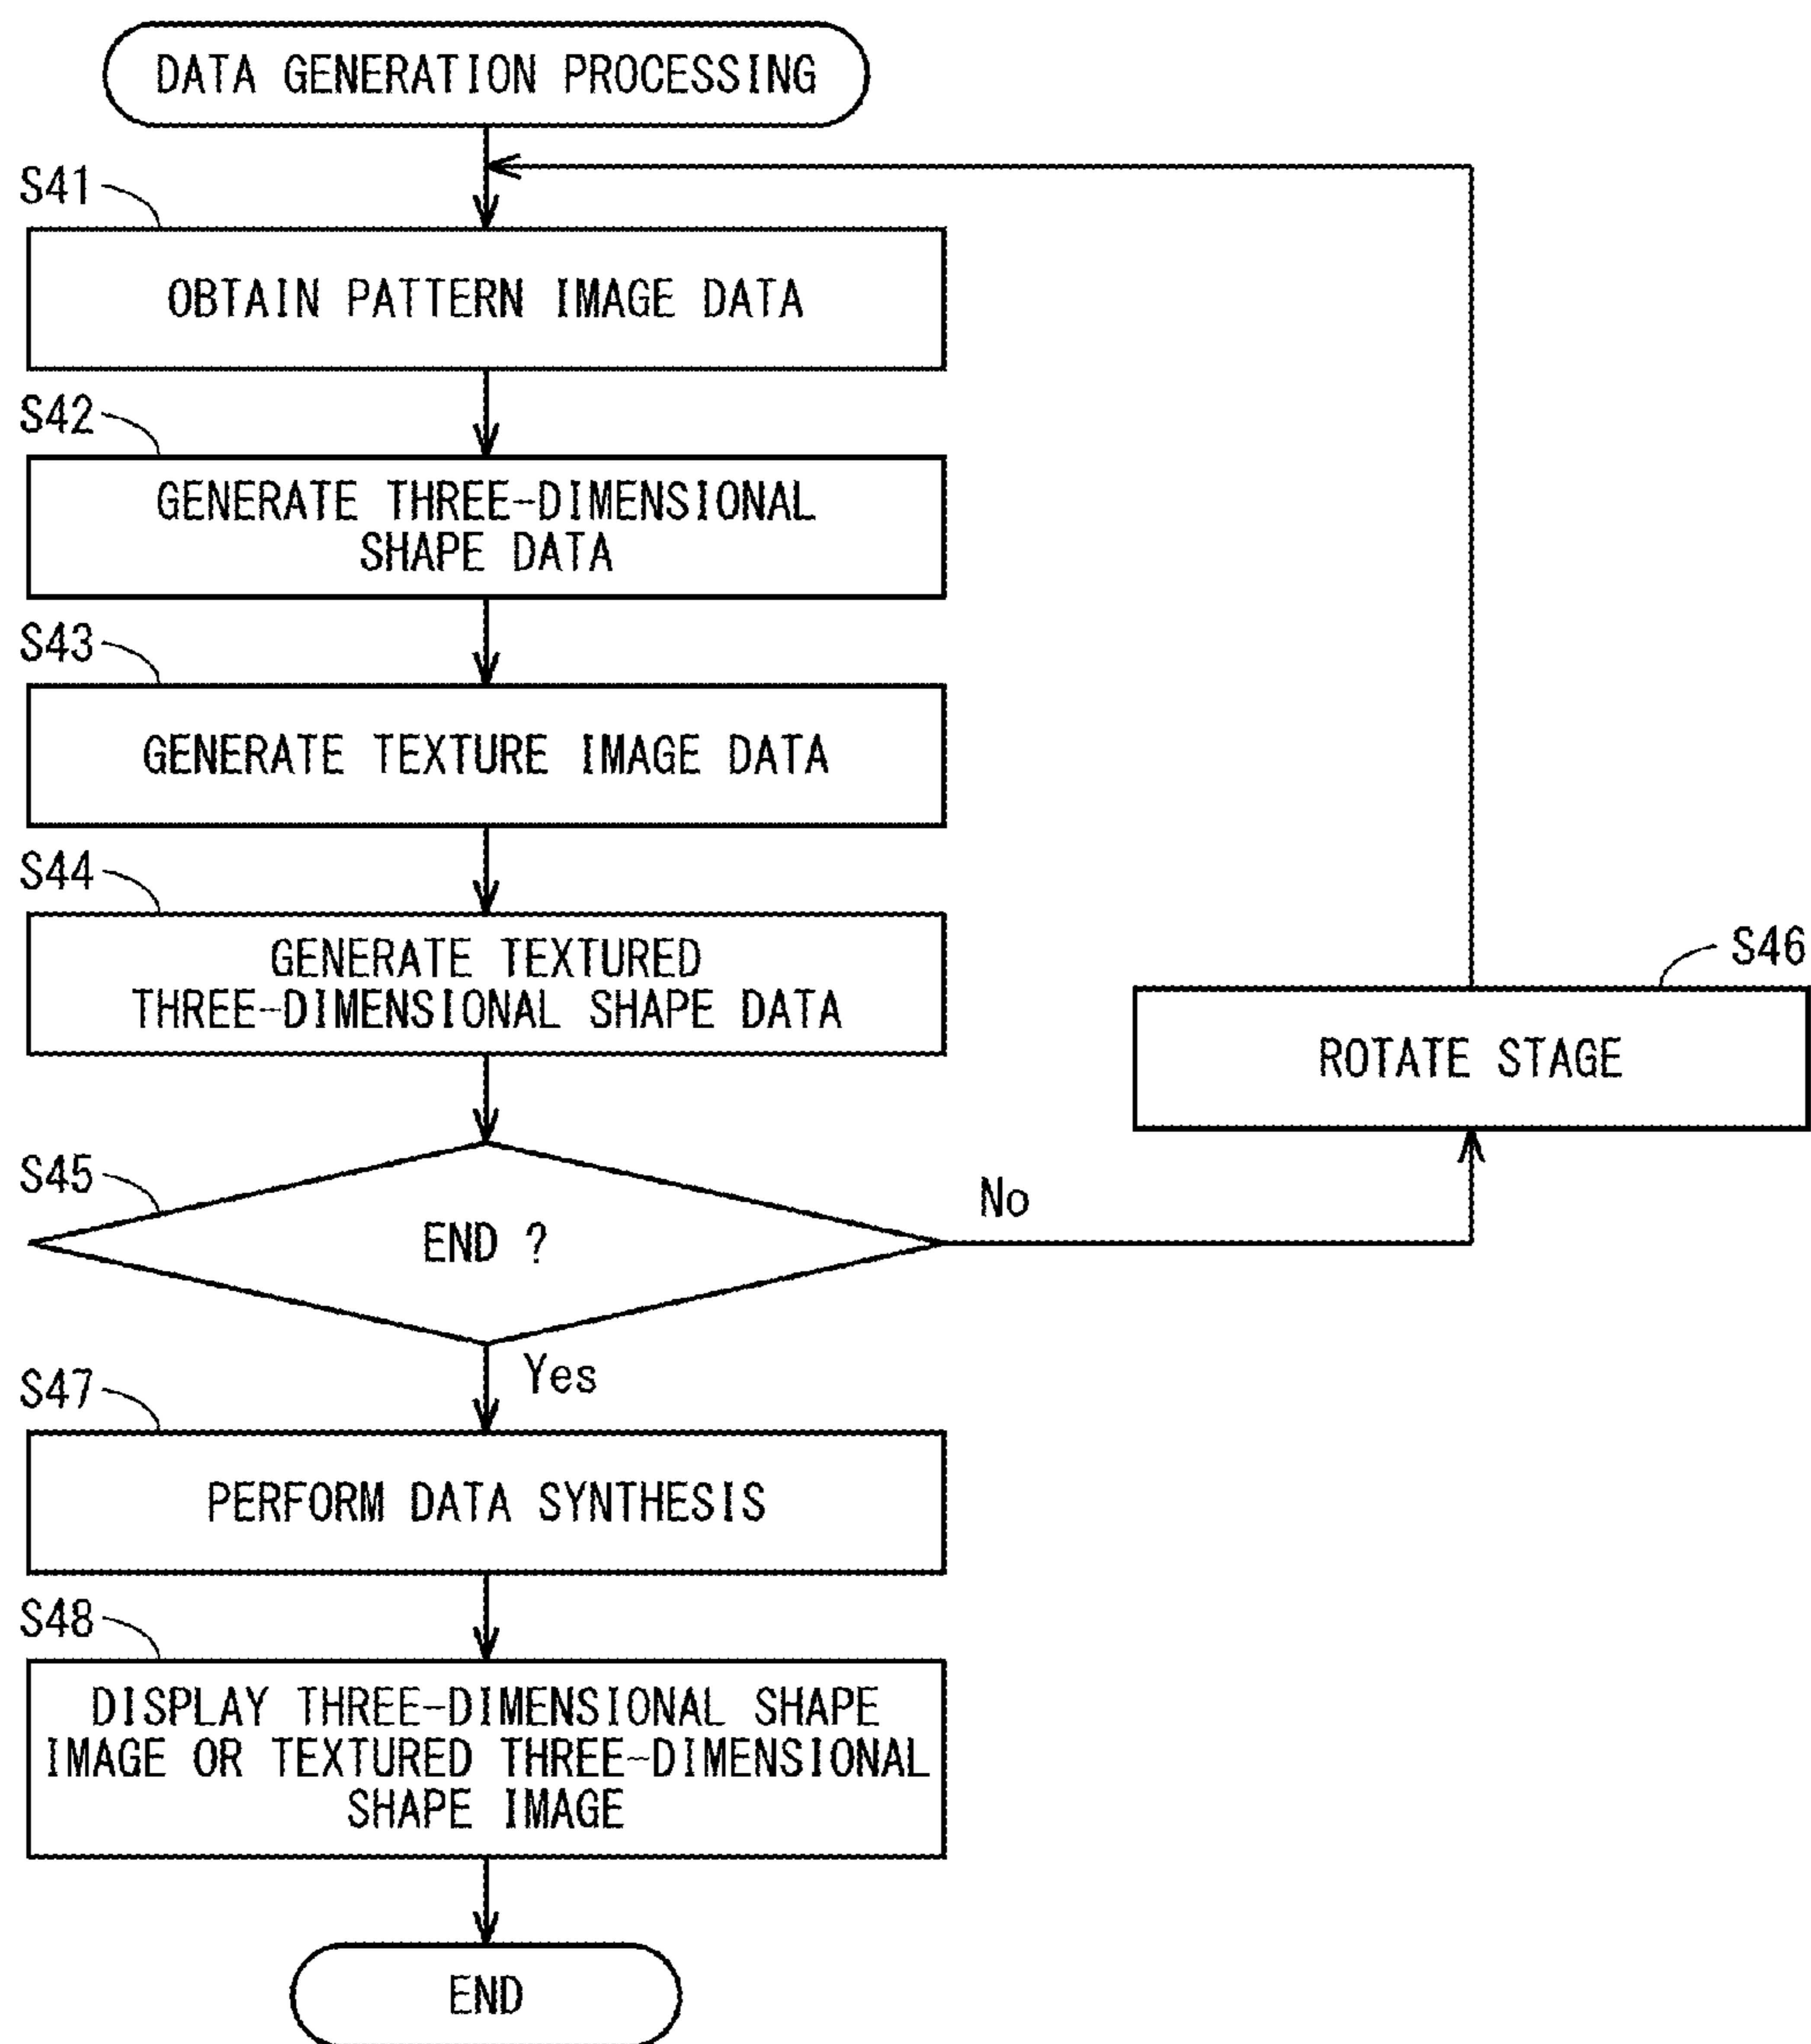 DATA GENERATION PROCESSING
S41
OBTAIN PATTERN IMAGE DATA
S42
GENERATE THREE-DIMENSIONAL
SHAPE DATA
S43
GENERATE TEXTURE IMAGE DATA
S44
GENERATE TEXTURED
THREE-DIMENSIONAL SHAPE DATA
S46
ROTATE STAGE
S45
END ?
No
Yes
S47
PERFORM DATA SYNTHESIS
S48
DISPLAY THREE-DIMENSIONAL SHAPE
IMAGE OR TEXTURED THREE-DIMENSIONAL
SHAPE IMAGE
END